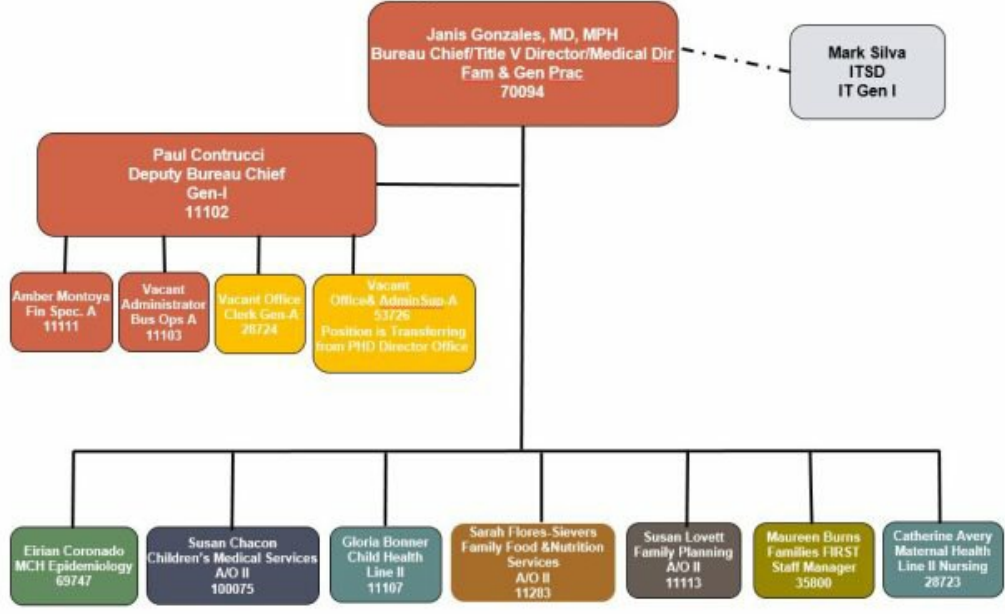 Janis Gonzales, MD, MPH
Bureau Chief/Title V Director/Medical Dir
Fam & Gen Prac
70094
Mark Silva
ITSD
IT Gen I
Paul Contrucci
Deputy Bureau Chief
Gen-I
11102
Amber Montoya
Fin Spec. A
11111
Vacant
Administrator
Bus Ops A
11103
Vacant Office
Clerk Gen-A
28724
Vacant
Office& AdminSup-A
53726
Position is Transferring
from PHD Director Office
Eirian Coronado
MCH Epidemiology
69747
Susan Chacon
Children's Medical Services
A/O II
100075
Gloria Bonner
Child Health
Line II
11107
Sarah Flores-Sievers
Family Food &Nutrition
Services
A/O II
11283
Susan Lovett
Family Planning
A/O II
11113
Maureen Burns
Families FIRST
Staff Manager
35800
Catherine Avery
Maternal Health
Line II Nursing
28723